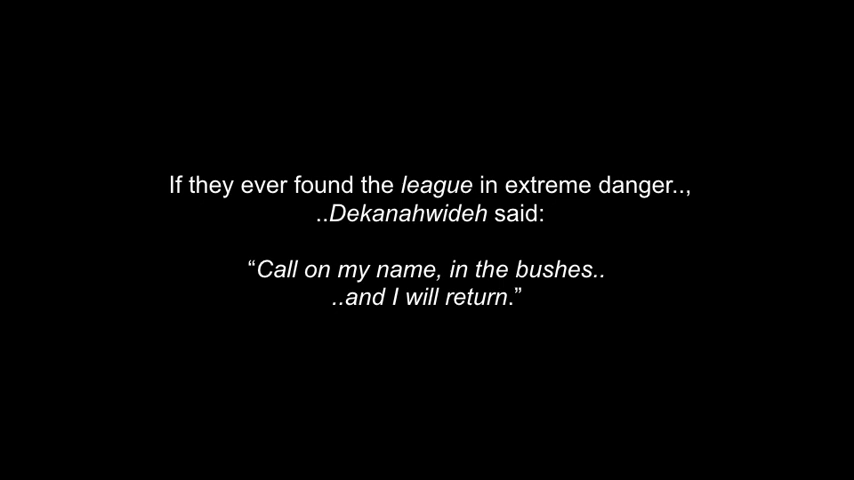 If they ever found the league in extreme danger..,
..Dekanahwideh said:
“Call on my name, in the bushes..
..and I will return.”